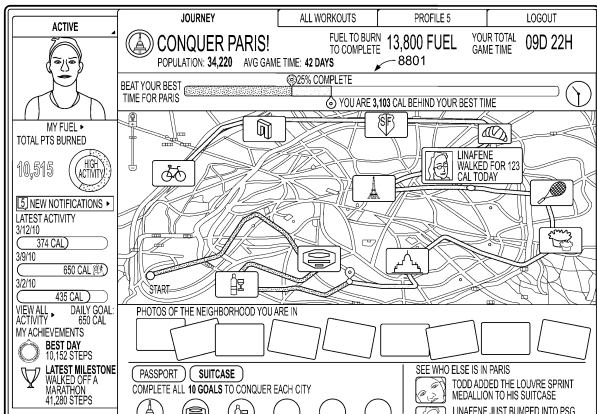 ACTIVE
JOURNEY
ALL WORKOUTS
PROFILE 5
LOGOUT
CONQUER PARIS!
POPULATION: 34,220 AVG GAME TIME: 42 DAYS
FUEL TO BURN
TO COMPLETE
13,800 FUEL
YOUR TOTAL
GAME TIME
09D 22H
8801
BEAT YOUR BEST
TIME FOR PARIS
25% COMPLETE
YOU ARE 3,103 CAL BEHIND YOUR BEST TIME
MY FUEL
TOTAL PTS BURNED
10,515
HIGH
ACTIVITY
5 NEW NOTIFICATIONS
LATEST ACTIVITY
3/12/10
374 CAL
3/9/10
650 CAL
3/2/10
435 CAL
VIEW ALL
ACTIVITY
DAILY GOAL:
650 CAL
MY ACHIEVEMENTS
BEST DAY
10,152 STEPS
LATEST MILESTONE
WALKED OFF A
MARATHON
41,280 STEPS
SF
LINAFENE
WALKED FOR 123
CAL TODAY
START
PHOTOS OF THE NEIGHBORHOOD YOU ARE IN
PASSPORT
SUITCASE
COMPLETE ALL 10 GOALS TO CONQUER EACH CITY
SEE WHO ELSE IS IN PARIS
TODD ADDED THE LOUVRE SPRINT
MEDALLION TO HIS SUITCASE
LINAFENE JUST BUMPED INTO PSG